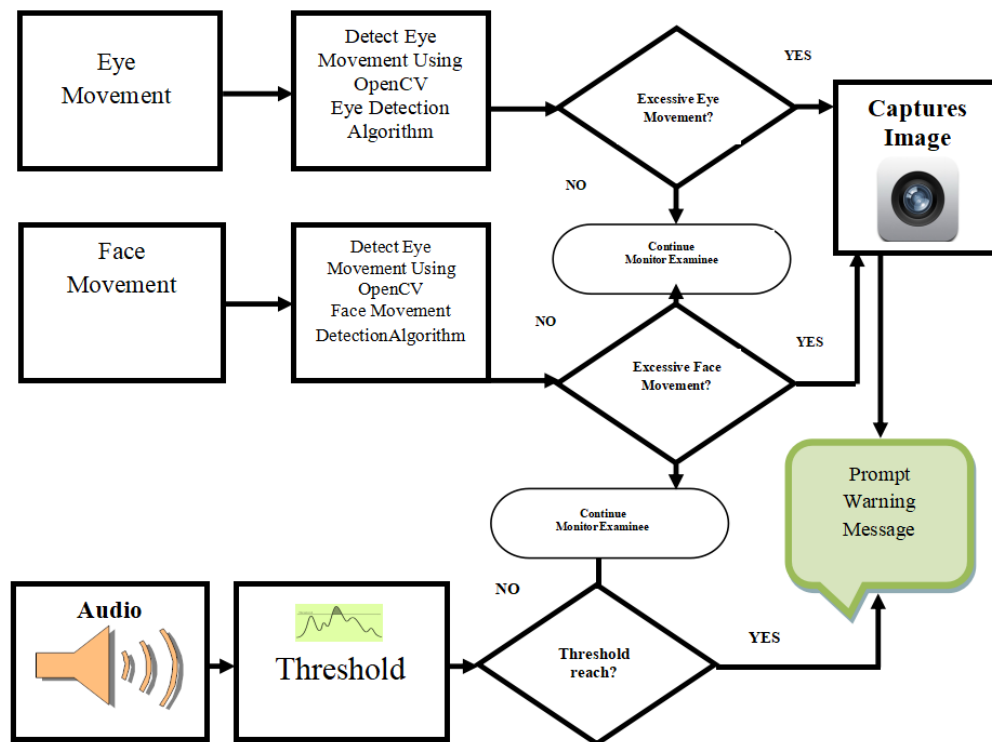 Eye
Movement
Detect Eye
Movement Using
OpenCV
Eye Detection
Algorithm
Excessive Eye
Movement?
YES
Captures
Image
NO
Continue
Monitor Examinee
Face
Movement
Detect Eye
Movement Using
OpenCV
Face Movement
DetectionAlgorithm
NO
Excessive Face
Movement?
YES
Prompt
Warning
Message
Continue
Monitor Examinee
Audio
Threshold
NO
Threshold
reach?
YES